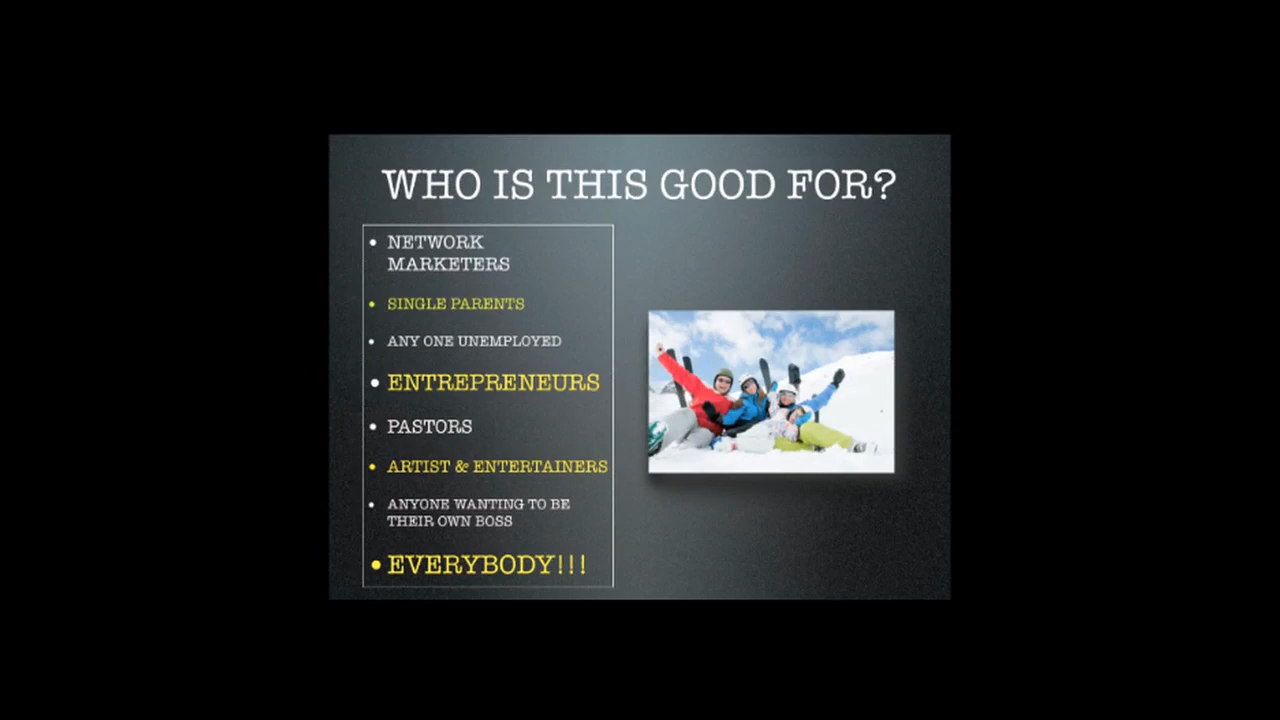 WHO IS THIS GOOD FOR?
• NETWORK
MARKETERS
• SINGLE PARENTS
• ANY ONE UNEMPLOYED
• ENTREPRENEURS
• PASTORS
• ARTIST & ENTERTAINERS
• ANYONE WANTING TO BE
THEIR OWN BOSS
• EVERYBODY!!!